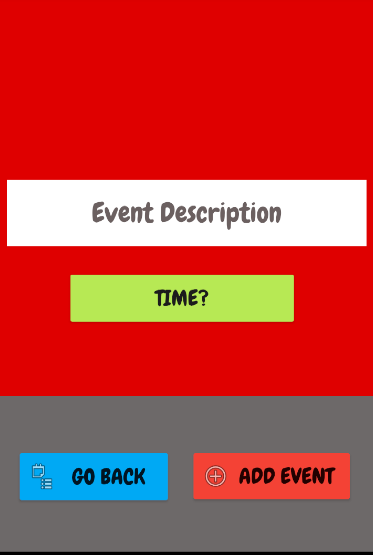 Event Description
TIME?
GO BACK
ADD EVENT